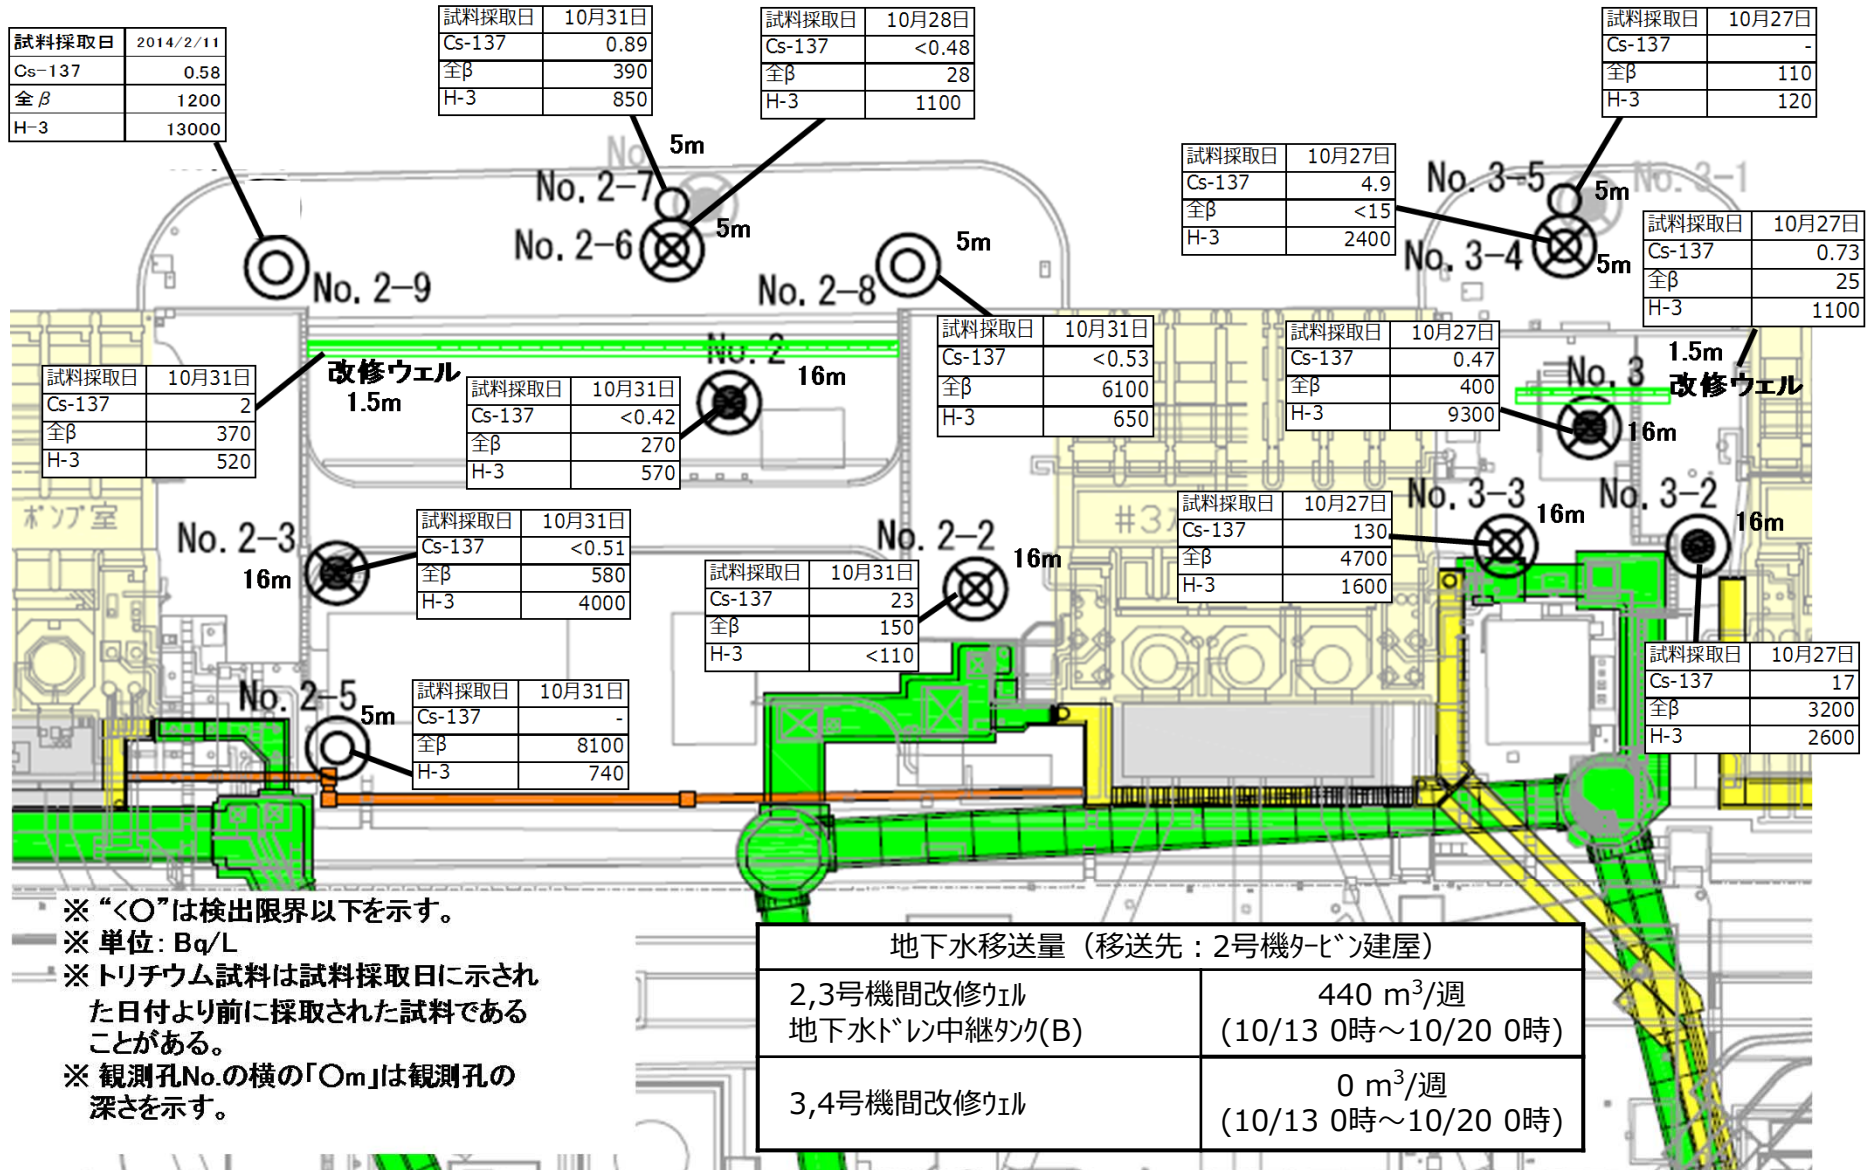 試料採取日 2014/2/11
Cs-137 0.58
全β 1200
H-3 13000
試料採取日 10月31日
Cs-137 0.89
全β 390
H-3 850
試料採取日 10月28日
Cs-137 <0.48
全β 28
H-3 1100
試料採取日 10月27日
Cs-137 -
全β 110
H-3 120
No
5m
No. 2-7
No. 2-6
5m
No. 2-9
No. 2-8
5m
試料採取日 10月27日
Cs-137 4.9
全β <15
H-3 2400
No. 3-5
5m
No. 3-1
No. 3-4
5m
試料採取日 10月27日
Cs-137 0.73
全β 25
H-3 1100
試料採取日 10月31日
Cs-137 2
全β 370
H-3 520
改修ウェル
1.5m
試料採取日 10月31日
Cs-137 <0.42
全β 270
H-3 570
No. 2
16m
試料採取日 10月31日
Cs-137 <0.53
全β 6100
H-3 650
試料採取日 10月27日
Cs-137 0.47
全β 400
H-3 9300
No. 3
16m
1.5m
改修ウェル
ポンプ室
No. 2-3
16m
試料採取日 10月31日
Cs-137 <0.51
全β 580
H-3 4000
No. 2-2
16m
試料採取日 10月31日
Cs-137 23
全β 150
H-3 <110
#3
試料採取日 10月27日
Cs-137 130
全β 4700
H-3 1600
No. 3-3
16m
No. 3-2
16m
試料採取日 10月27日
Cs-137 17
全β 3200
H-3 2600
No. 2-5
5m
試料採取日 10月31日
Cs-137 -
全β 8100
H-3 740
※ “<○”は検出限界以下を示す。
※ 単位: Bq/L
※ トリチウム試料は試料採取日に示され
た日付より前に採取された試料である
ことがある。
※ 観測孔No.の横の「○m」は観測孔の
深さを示す。
地下水移送量（移送先：2号機ﾀｰﾋﾞﾝ建屋）
2,3号機間改修ｳｪﾙ
地下水ﾄﾞﾚﾝ中継ﾀﾝｸ(B)
440 m³/週
(10/13 0時～10/20 0時)
3,4号機間改修ｳｪﾙ
0 m³/週
(10/13 0時～10/20 0時)